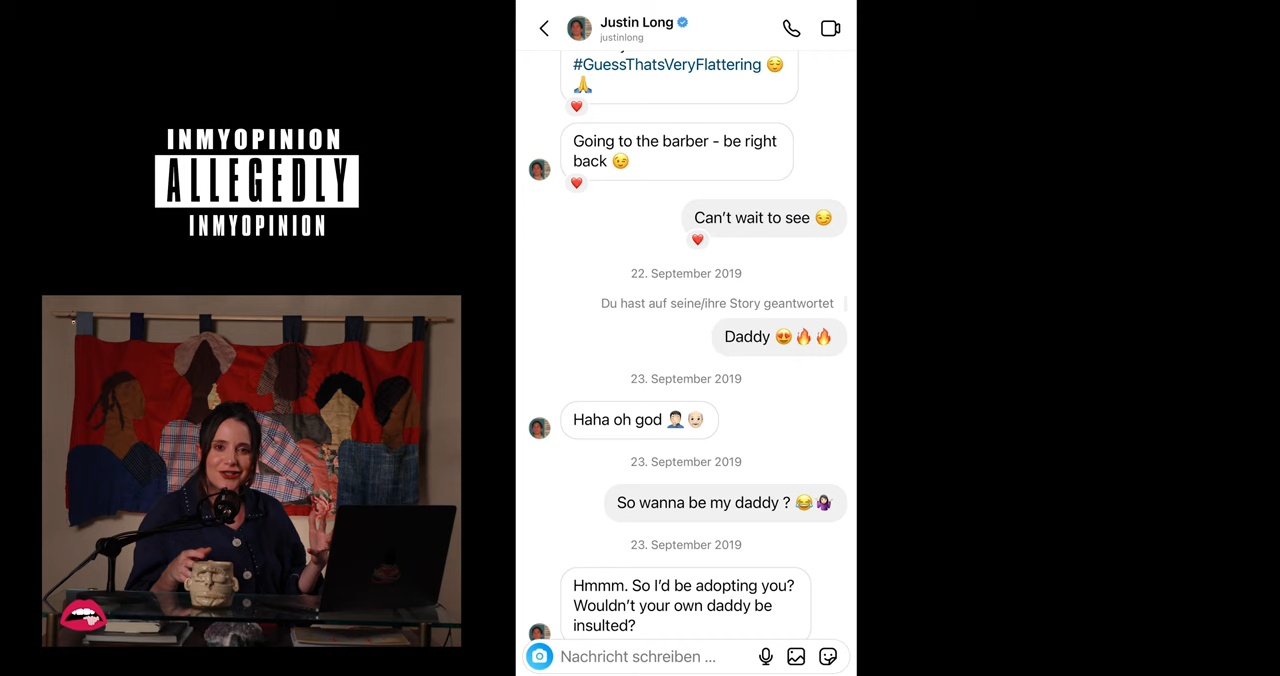 INMYOPINION
ALLEGEDLY
INMYOPINION
Justin Long
justinlong
#GuessThatsVeryFlattering 😌
🙏
❤️
Going to the barber - be right
back 😉
❤️
Can’t wait to see 😏
❤️
22. September 2019
Du hast auf seine/ihre Story geantwortet
Daddy 😍🔥🔥
23. September 2019
Haha oh god 🤦🏻‍♂️👴🏻
23. September 2019
So wanna be my daddy ? 😂🤷🏻‍♀️
23. September 2019
Hmmm. So I’d be adopting you?
Wouldn’t your own daddy be
insulted?
Nachricht schreiben ...